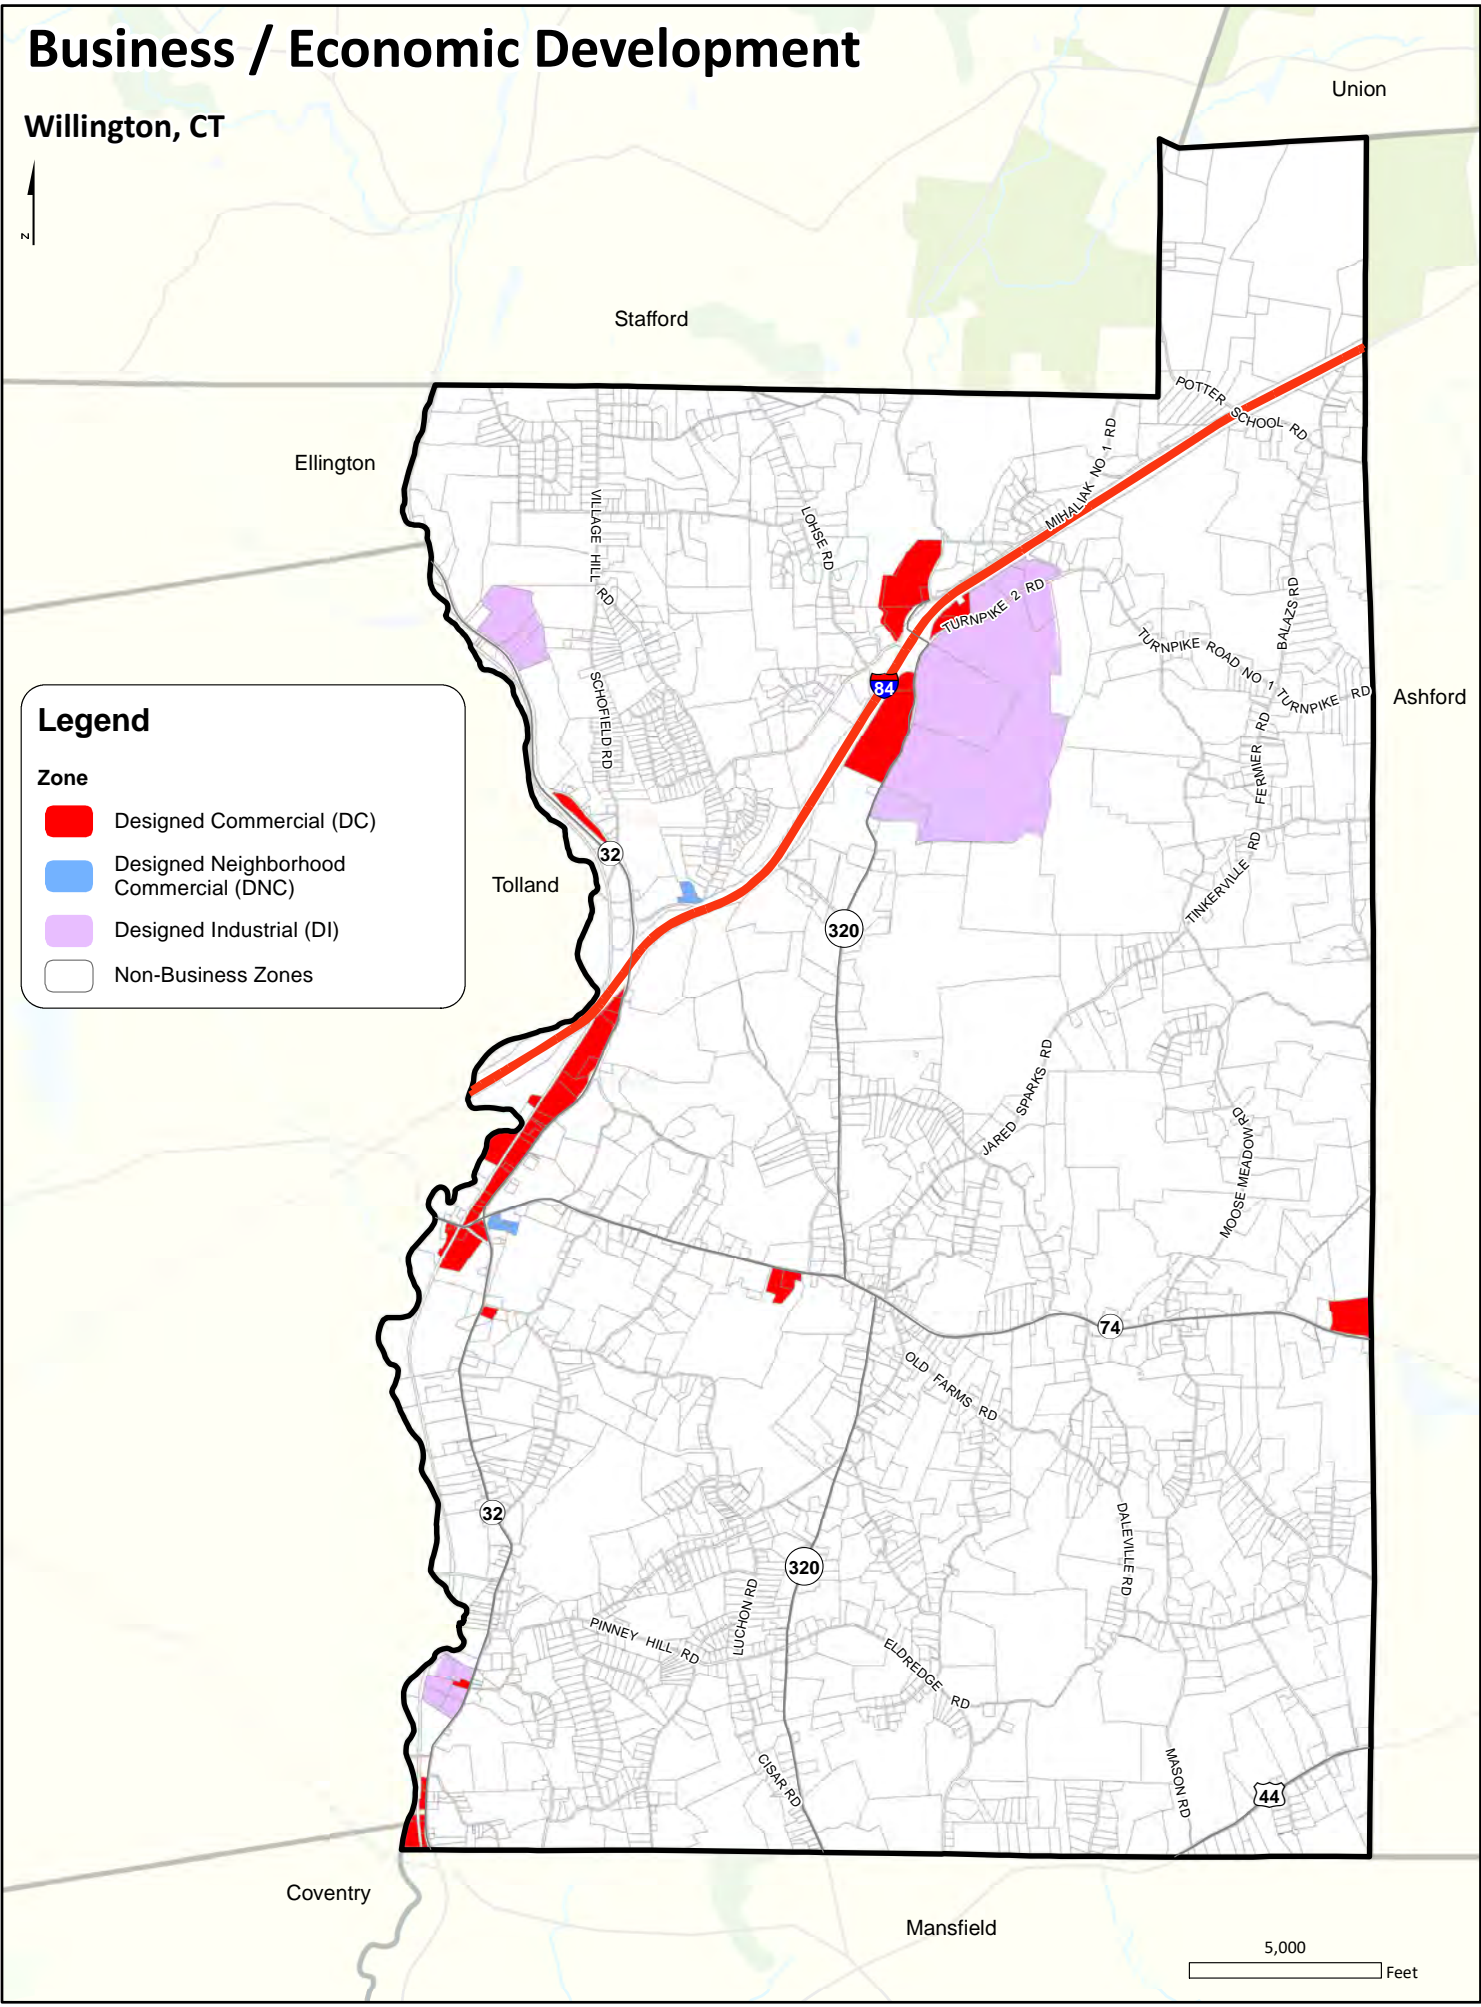 Business / Economic Development
Willington, CT
N
Union
Stafford
Ellington
Tolland
Ashford
Coventry
Mansfield
Legend
Zone
Designed Commercial (DC)
Designed Neighborhood
Commercial (DNC)
Designed Industrial (DI)
Non-Business Zones
POTTER SCHOOL RD
MIHALIAK NO 1 RD
VILLAGE HILL RD
LOHSE RD
TURNPIKE 2 RD
BALAZS RD
TURNPIKE ROAD NO 1
TURNPIKE RD
SCHOFIELD RD
84
FERMIER RD
32
TINKERVILLE RD
320
JARED SPARKS RD
MOOSE MEADOW RD
74
OLD FARMS RD
32
DALEVILLE RD
320
LUCHON RD
PINNEY HILL RD
ELDREDGE RD
CISAR RD
MASON RD
44
5,000
Feet